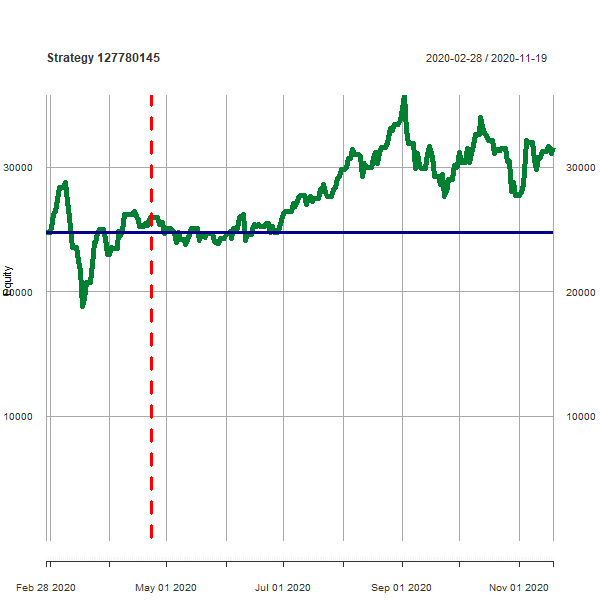 Strategy 127780145
2020-02-28 / 2020-11-19
30000
30000
Equity
20000
20000
10000
10000
Feb 28 2020
May 01 2020
Jul 01 2020
Sep 01 2020
Nov 01 2020